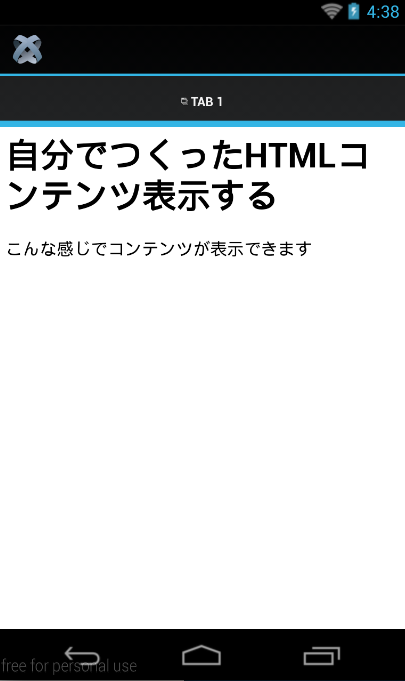 4:38
TAB 1
自分でつくったHTMLコ
ンテンツ表示する
こんな感じでコンテンツが表示できます
free for personal use